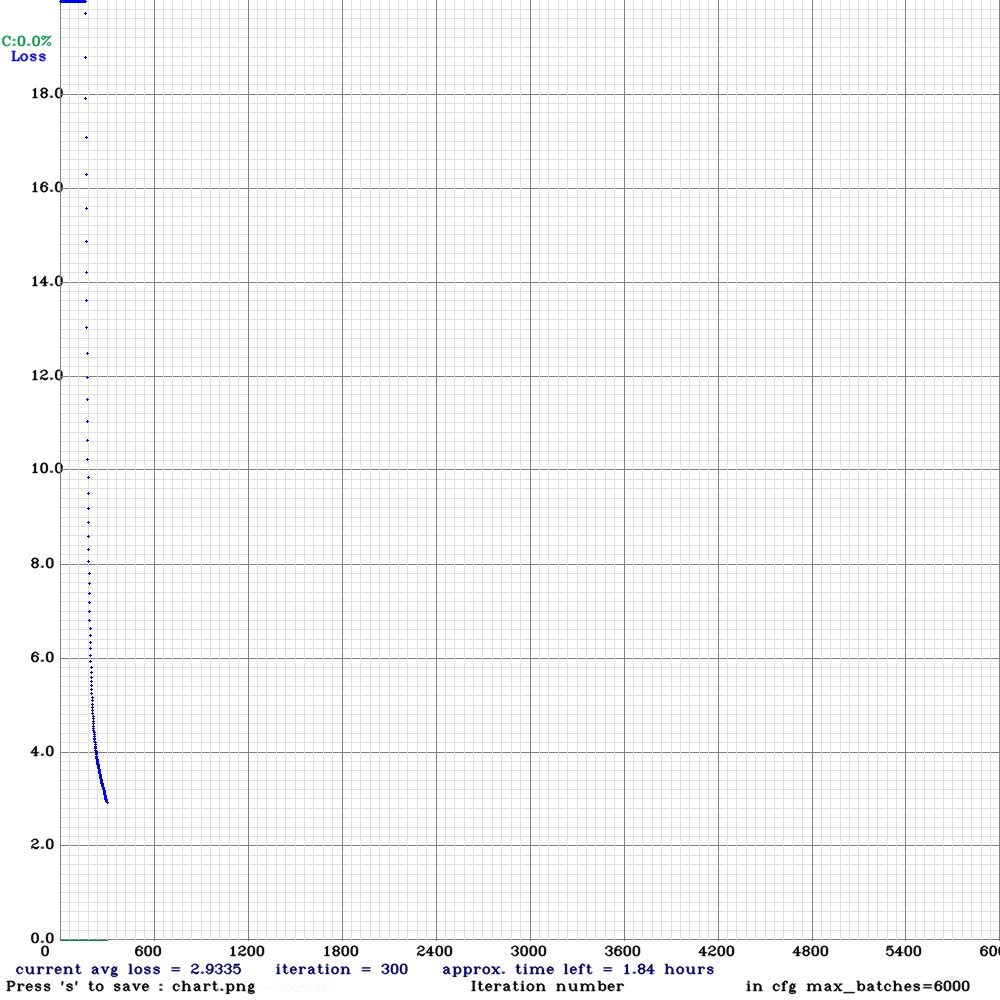 C:0.0%
Loss
18.0
16.0
14.0
12.0
10.0
8.0
6.0
4.0
2.0
0.0
0 600 1200 1800 2400 3000 3600 4200 4800 5400 600
current avg loss = 2.9335 iteration = 300 approx. time left = 1.84 hours
Press 's' to save : chart.png Iteration number in cfg max_batches=6000